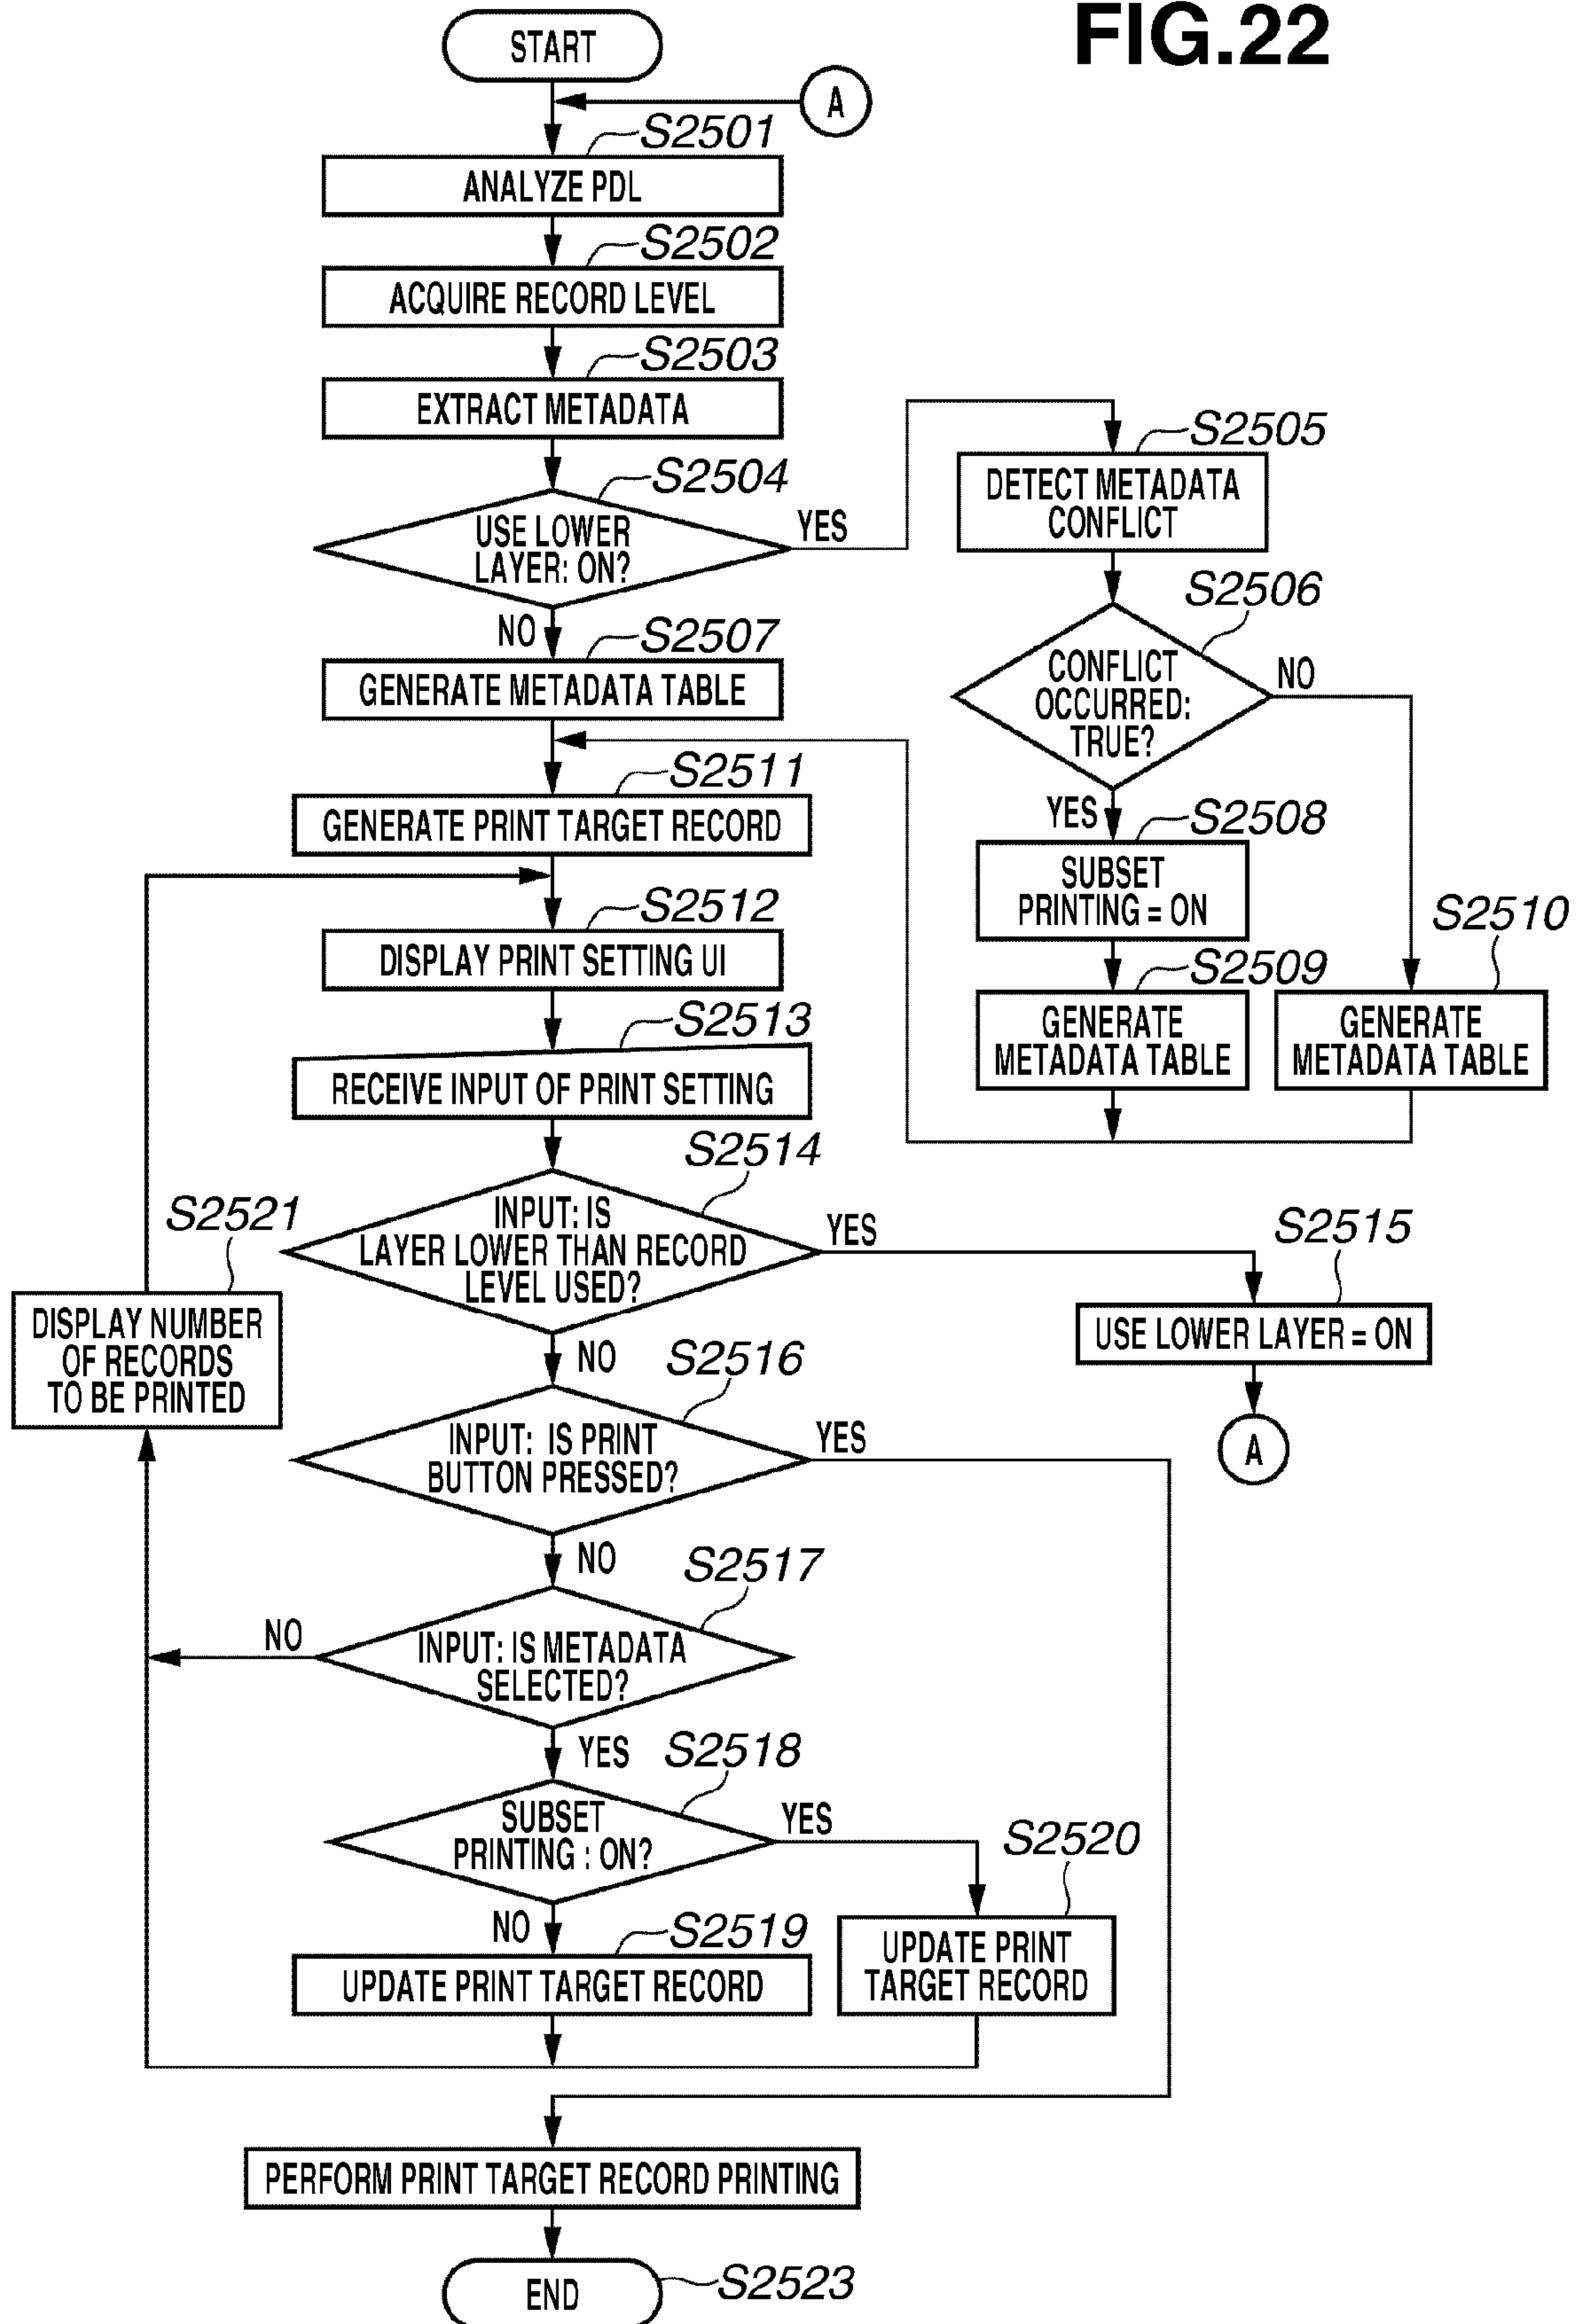 FIG.22
START
A
S2501
ANALYZE PDL
S2502
ACQUIRE RECORD LEVEL
S2503
EXTRACT METADATA
S2504
USE LOWER
LAYER: ON?
YES
NO
S2505
DETECT METADATA
CONFLICT
S2506
CONFLICT
OCCURRED:
TRUE?
NO
YES
S2507
GENERATE METADATA TABLE
S2508
SUBSET
PRINTING = ON
S2509
GENERATE
METADATA TABLE
S2510
GENERATE
METADATA TABLE
S2511
GENERATE PRINT TARGET RECORD
S2512
DISPLAY PRINT SETTING UI
S2513
RECEIVE INPUT OF PRINT SETTING
S2514
INPUT: IS
LAYER LOWER THAN RECORD
LEVEL USED?
YES
NO
S2515
USE LOWER LAYER = ON
A
S2521
DISPLAY NUMBER
OF RECORDS
TO BE PRINTED
S2516
INPUT: IS PRINT
BUTTON PRESSED?
YES
NO
S2517
INPUT: IS METADATA
SELECTED?
NO
YES
S2518
SUBSET
PRINTING : ON?
YES
NO
S2519
UPDATE PRINT TARGET RECORD
S2520
UPDATE PRINT
TARGET RECORD
PERFORM PRINT TARGET RECORD PRINTING
END
S2523